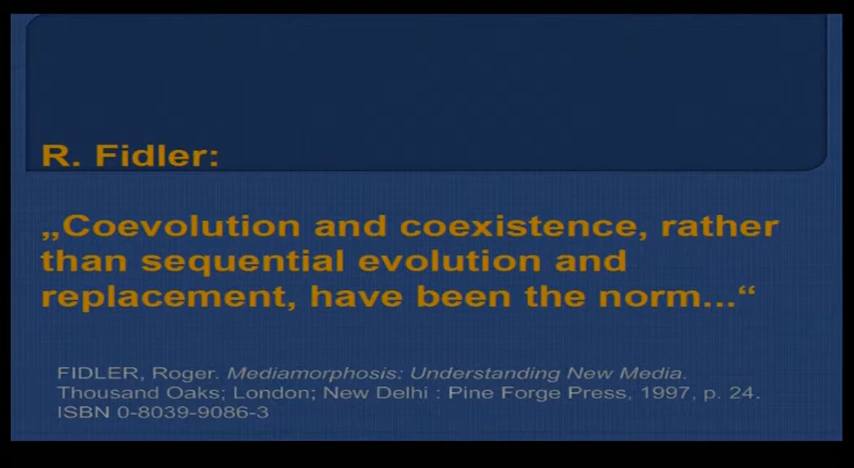 R. Fidler:
„Coevolution and coexistence, rather
than sequential evolution and
replacement, have been the norm...“
FIDLER, Roger. Mediamorphosis: Understanding New Media.
Thousand Oaks; London; New Delhi : Pine Forge Press, 1997, p. 24.
ISBN 0-8039-9086-3